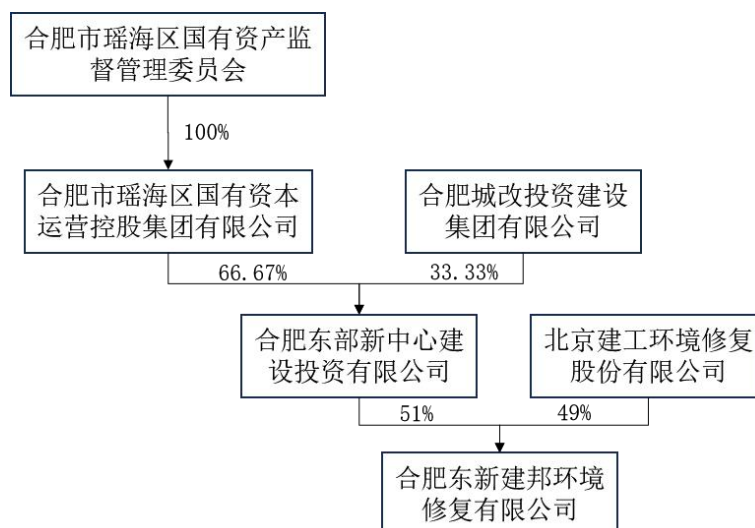 合肥市瑶海区国有资产监
督管理委员会
100%
合肥市瑶海区国有资本
运营控股集团有限公司
合肥城改投资建设
集团有限公司
66.67%
33.33%
合肥东部新中心建
设投资有限公司
北京建工环境修复
股份有限公司
51%
49%
合肥东新建邦环境
修复有限公司